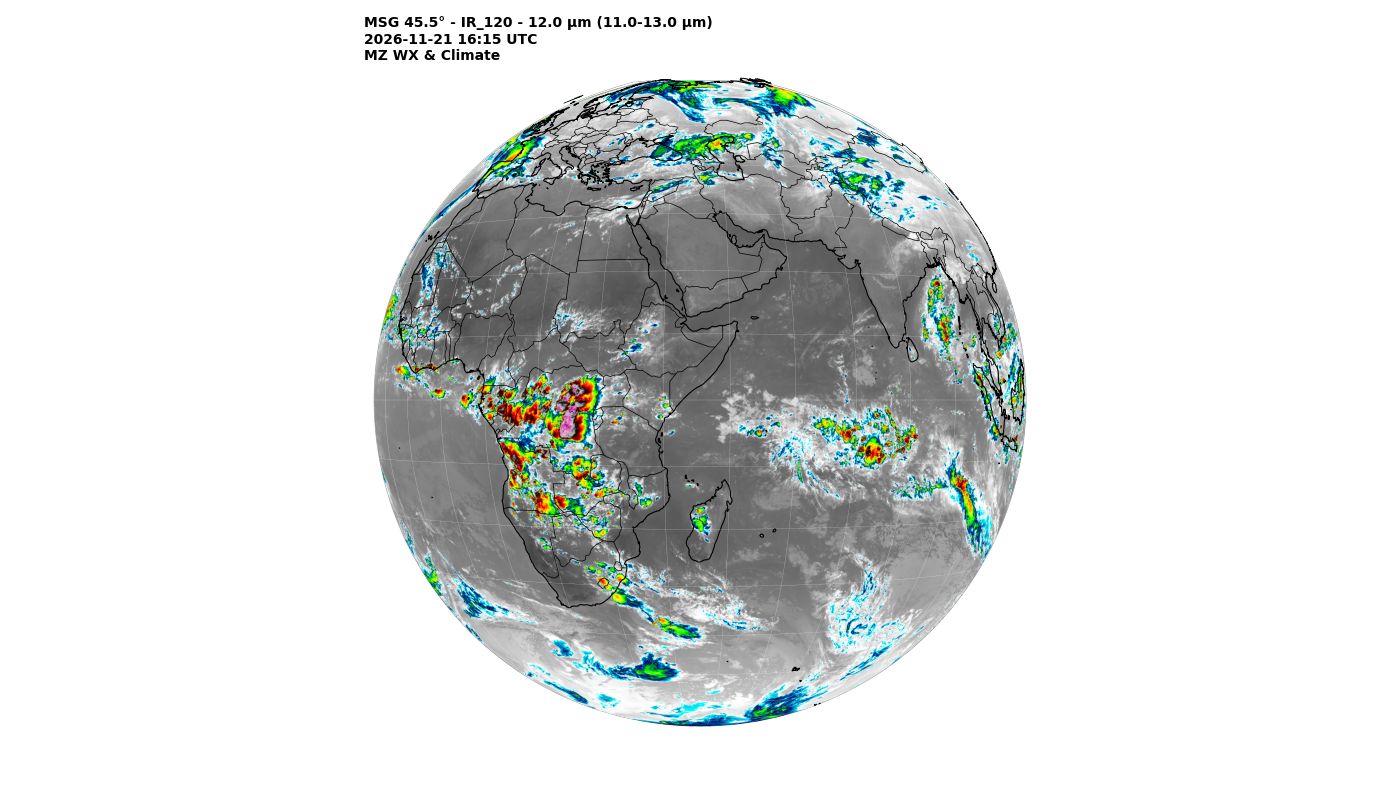 MSG 45.5° - IR_120 - 12.0 μm (11.0-13.0 μm)
2026-11-21 16:15 UTC
MZ WX & Climate